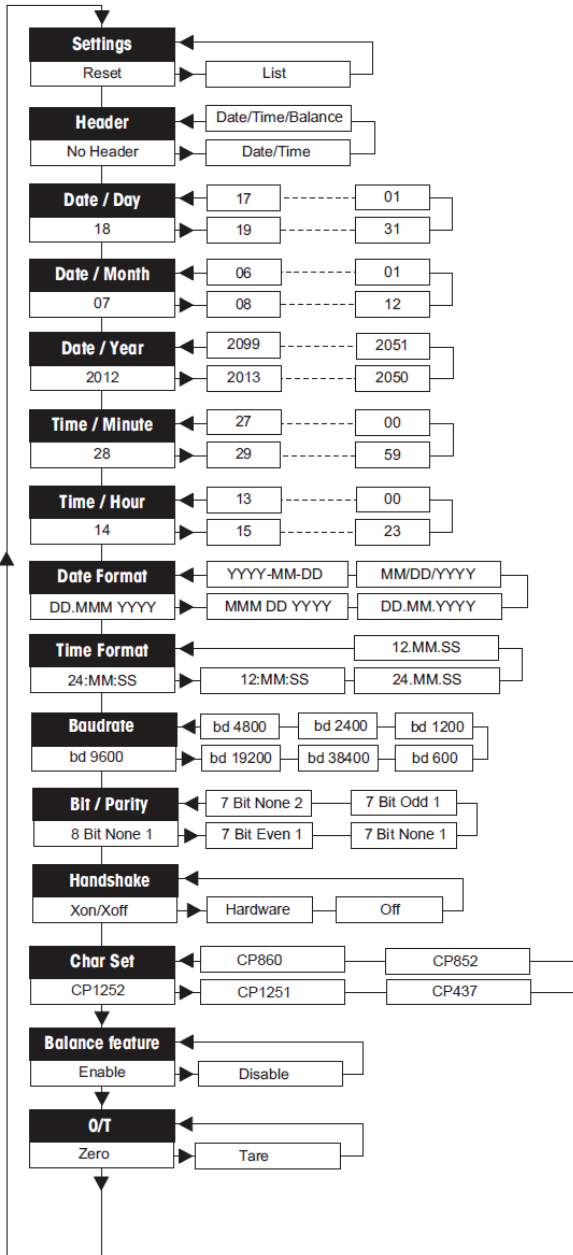 Settings
Reset List
Header Date/Time/Balance
No Header Date/Time
Date / Day 17 01
18 19 31
Date / Month 06 01
07 08 12
Date / Year 2099 2051
2012 2013 2050
Time / Minute 27 00
28 29 59
Time / Hour 13 00
14 15 23
Date Format YYYY-MM-DD MM/DD/YYYY
DD.MMM YYYY MMM DD YYYY DD.MM.YYYY
Time Format 12.MM.SS
24:MM:SS 12:MM:SS 24.MM.SS
Baudrate bd 4800 bd 2400 bd 1200
bd 9600 bd 19200 bd 38400 bd 600
Bit / Parity 7 Bit None 2 7 Bit Odd 1
8 Bit None 1 7 Bit Even 1 7 Bit None 1
Handshake
Xon/Xoff Hardware Off
Char Set CP860 CP852
CP1252 CP1251 CP437
Balance feature
Enable Disable
O/T
Zero Tare